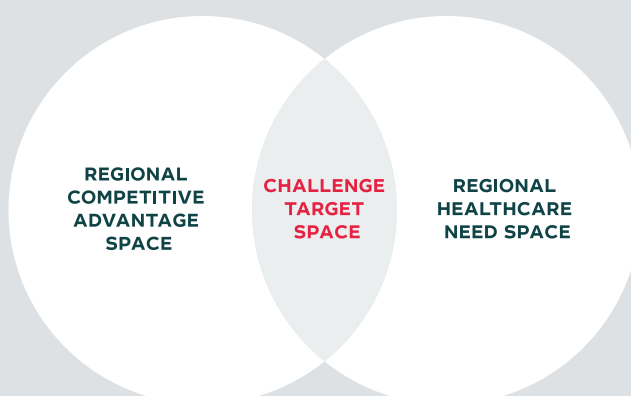 REGIONAL
COMPETITIVE
ADVANTAGE
SPACE
CHALLENGE
TARGET
SPACE
REGIONAL
HEALTHCARE
NEED SPACE